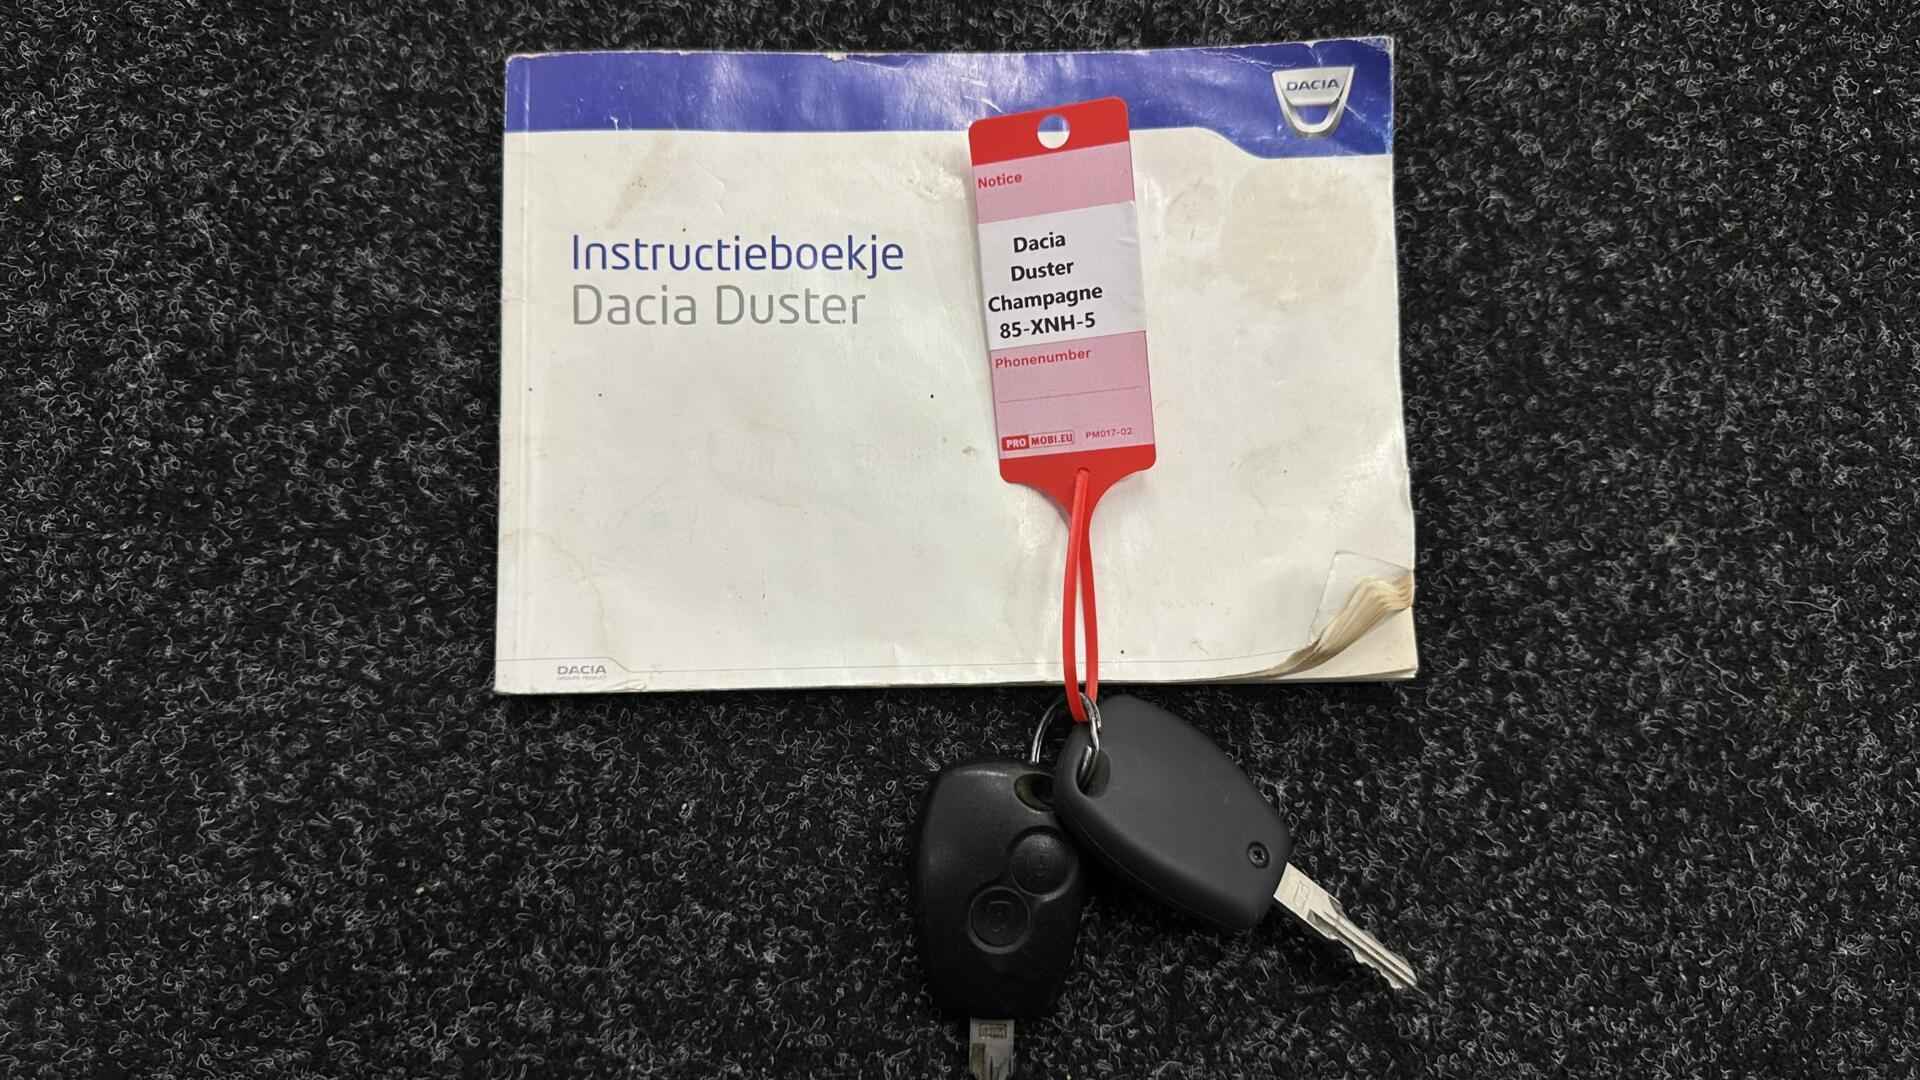 DACIA
Instructieboekje
Dacia Duster
Notice
Dacia
Duster
Champagne
85-XNH-5
Phonenumber
PRO MOBI.EU PM017-02
DACIA